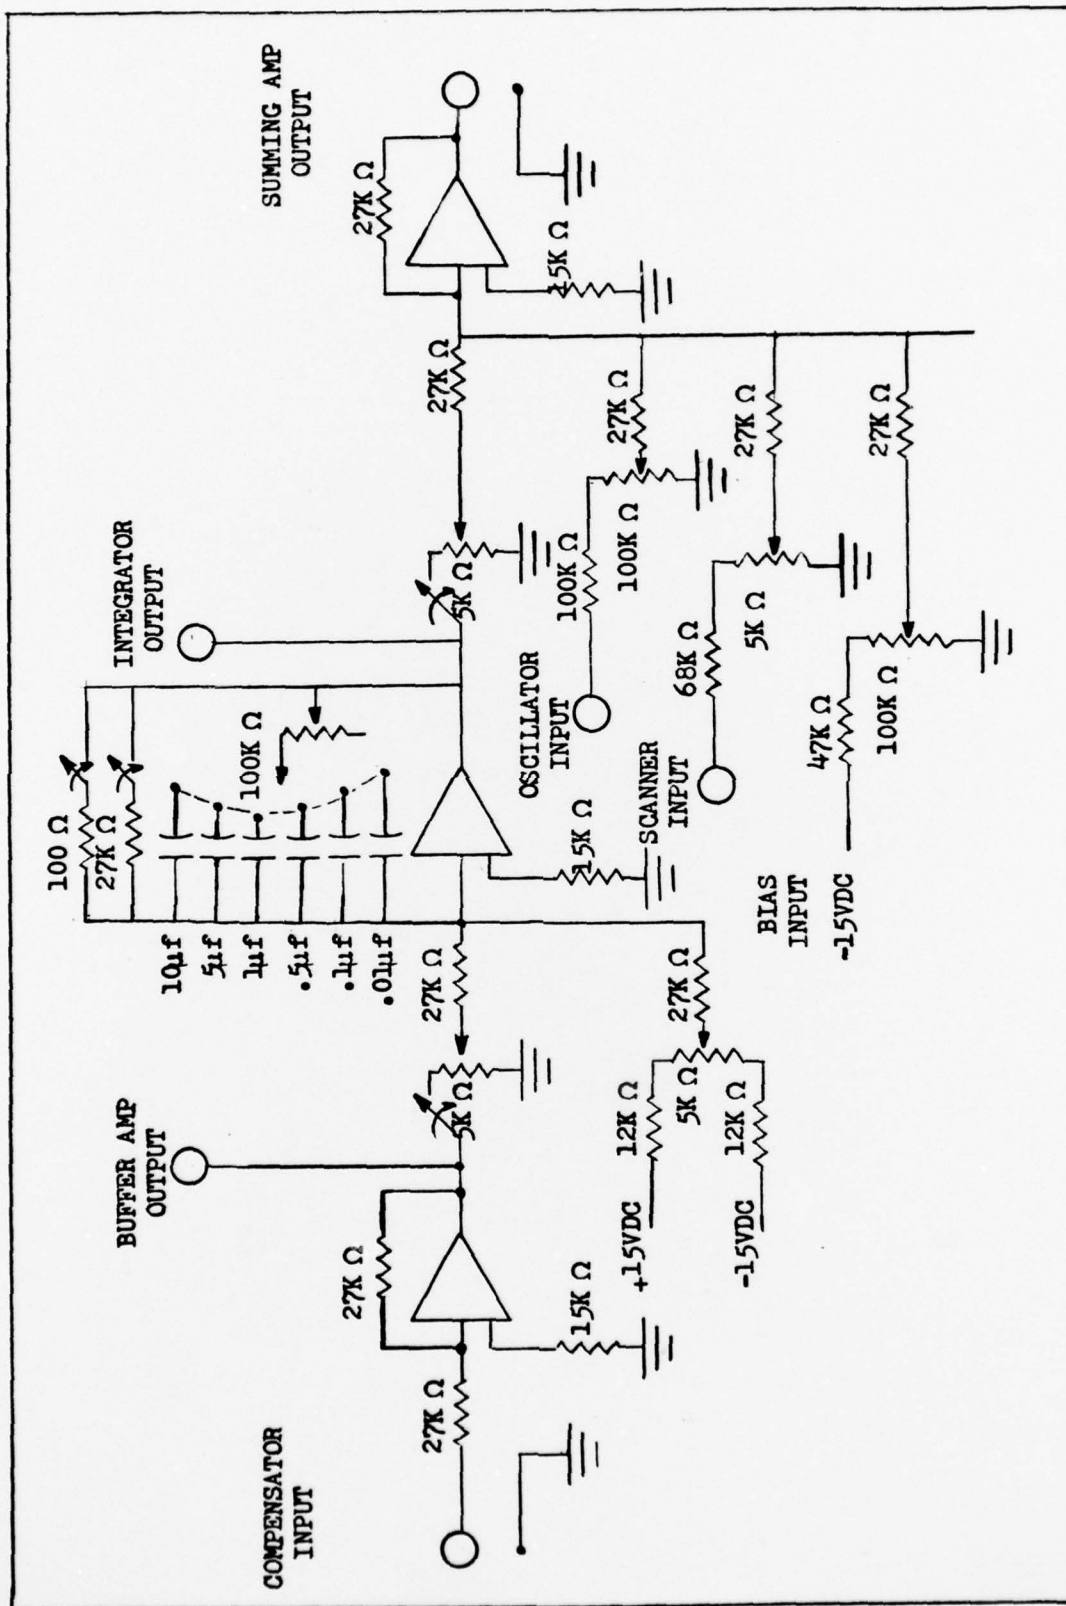 COMPENSATOR
INPUT
27K Ω
27K Ω
15K Ω
BUFFER AMP
OUTPUT
5K Ω
27K Ω
+15VDC
12K Ω
5K Ω
27K Ω
-15VDC
12K Ω
100 Ω
27K Ω
10µf
5µf
1µf
.5µf
.1µf
.01µf
100K Ω
15K Ω
INTEGRATOR
OUTPUT
5K Ω
27K Ω
OSCILLATOR
INPUT
100K Ω
100K Ω
27K Ω
SCANNER
INPUT
68K Ω
5K Ω
27K Ω
BIAS
INPUT
-15VDC
47K Ω
100K Ω
27K Ω
27K Ω
15K Ω
SUMMING AMP
OUTPUT